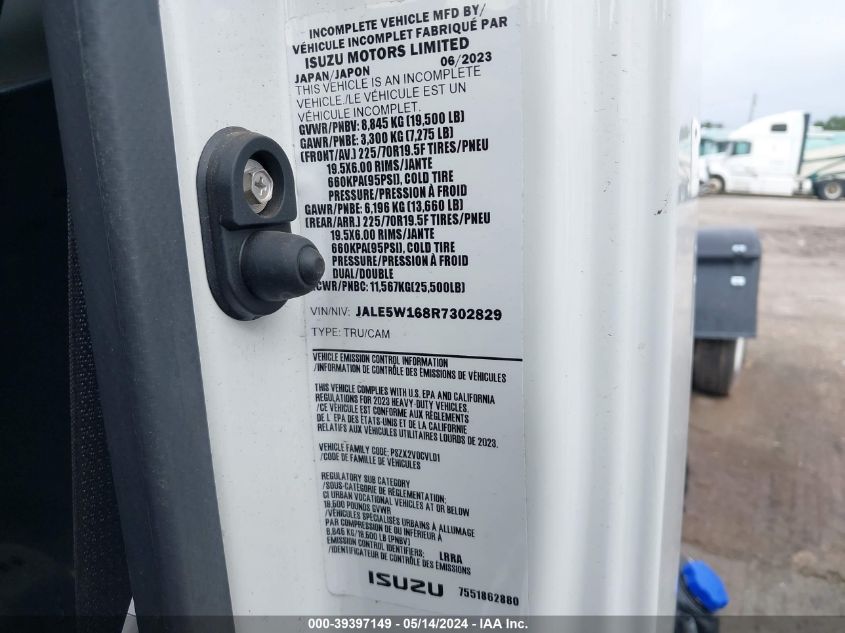 INCOMPLETE VEHICLE MFD BY/
VÉHICULE INCOMPLET FABRIQUÉ PAR
ISUZU MOTORS LIMITED
JAPAN/JAPON 06/2023
THIS VEHICLE IS AN INCOMPLETE
VEHICLE./LE VÉHICULE EST UN
VÉHICULE INCOMPLET.
GVWR/PNBV: 8,845 KG (19,500 LB)
GAWR/PNBE: 3,300 KG (7,275 LB)
(FRONT/AV.) 225/70R19.5F TIRES/PNEU
19.5X6.00 RIMS/JANTE
660KPA(95PSI), COLD TIRE
PRESSURE/PRESSION À FROID
GAWR/PNBE: 6,196 KG (13,660 LB)
(REAR/ARR.) 225/70R19.5F TIRES/PNEU
19.5X6.00 RIMS/JANTE
660KPA(95PSI), COLD TIRE
PRESSURE/PRESSION À FROID
DUAL/DOUBLE
CWR/PNBC: 11,567KG(25,500LB)
VIN/NIV: JALE5W168R7302829
TYPE: TRU/CAM
VEHICLE EMISSION CONTROL INFORMATION
/INFORMATION DE CONTRÔLE DES ÉMISSIONS DE VÉHICULES
THIS VEHICLE COMPLIES WITH U.S. EPA AND CALIFORNIA
REGULATIONS FOR 2023 HEAVY-DUTY VEHICLES.
/CE VÉHICULE EST CONFORME AUX RÈGLEMENTS
DE L' EPA DES ÉTATS-UNIS ET DE LA CALIFORNIE
RELATIFS AUX VÉHICULES UTILITAIRES LOURDS DE 2023.
VEHICLE FAMILY CODE: PSZX2VOCVLD1
/CODE DE FAMILLE DE VÉHICULES
REGULATORY SUB CATEGORY
/SOUS-CATÉGORIE DE RÈGLEMENTATION:
CI URBAN VOCATIONAL VEHICLES AT OR BELOW
19,500 POUNDS GVWR
/VÉHICULES SPÉCIALISÉS URBAINS À ALLUMAGE
PAR COMPRESSION DE OU INFÉRIEUR À
8,845 KG/19,500 LB (PNBV)
EMISSION CONTROL IDENTIFIERS: LRRA
/IDENTIFICATEUR DE CONTRÔLE DES ÉMISSIONS
ISUZU 7551862880
000-39397149 - 05/14/2024 - IAA Inc.